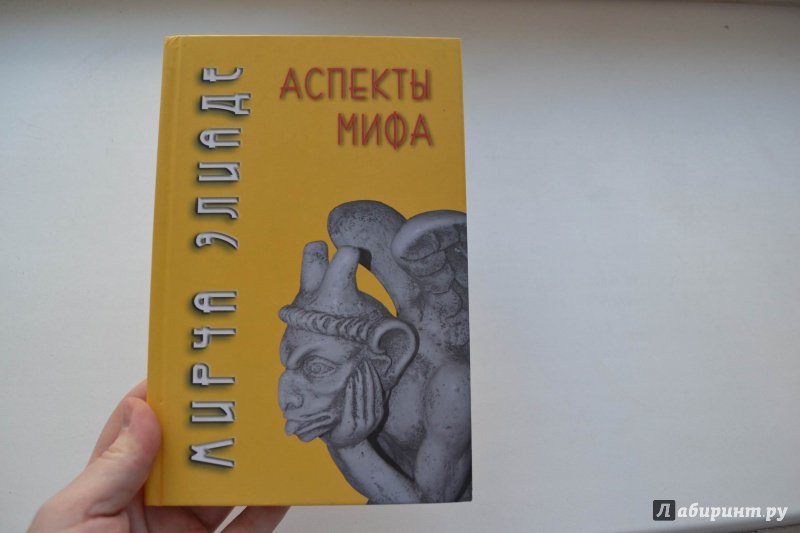 МИРЧА ЭЛИАДЕ
АСПЕКТЫ
МИФА
Лабиринт.ру